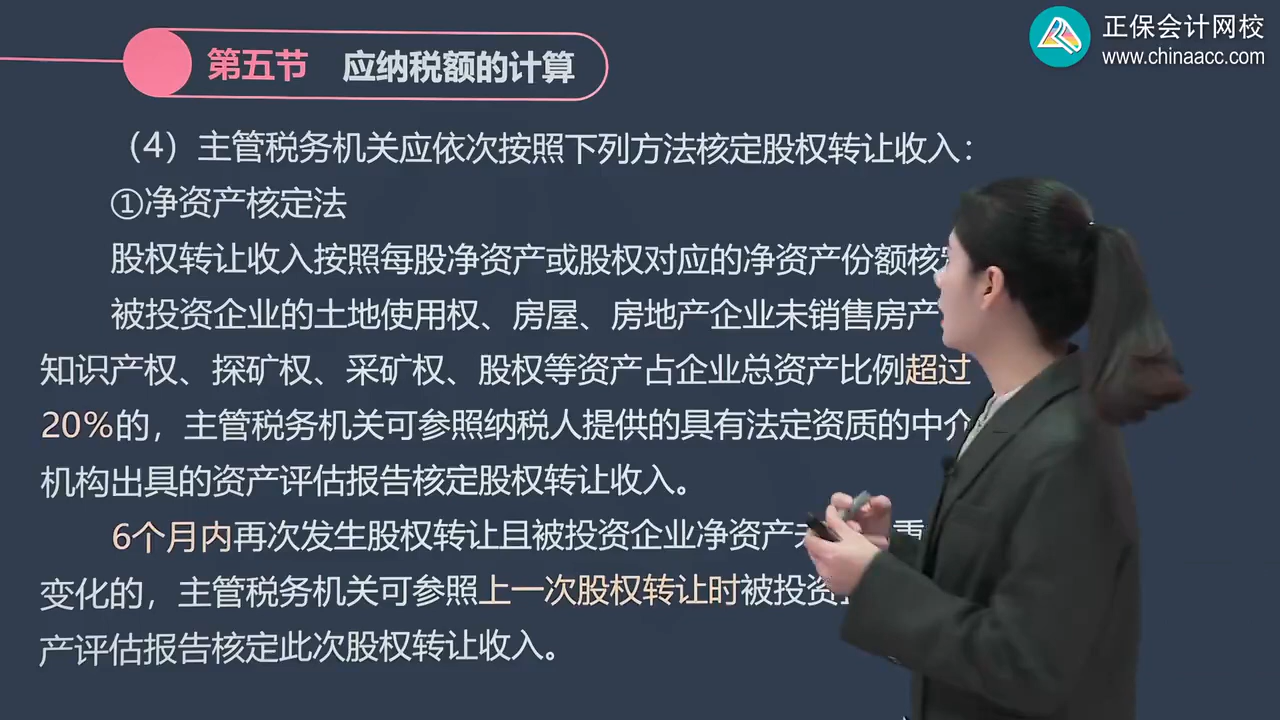 第五节 应纳税额的计算
正保会计网校
www.chinaacc.com
（4）主管税务机关应依次按照下列方法核定股权转让收入：
①净资产核定法
股权转让收入按照每股净资产或股权对应的净资产份额核
被投资企业的土地使用权、房屋、房地产企业未销售房产
知识产权、探矿权、采矿权、股权等资产占企业总资产比例超过
20%的，主管税务机关可参照纳税人提供的具有法定资质的中介
机构出具的资产评估报告核定股权转让收入。
6个月内再次发生股权转让且被投资企业净资产未 重
变化的，主管税务机关可参照上一次股权转让时被投资
产评估报告核定此次股权转让收入。